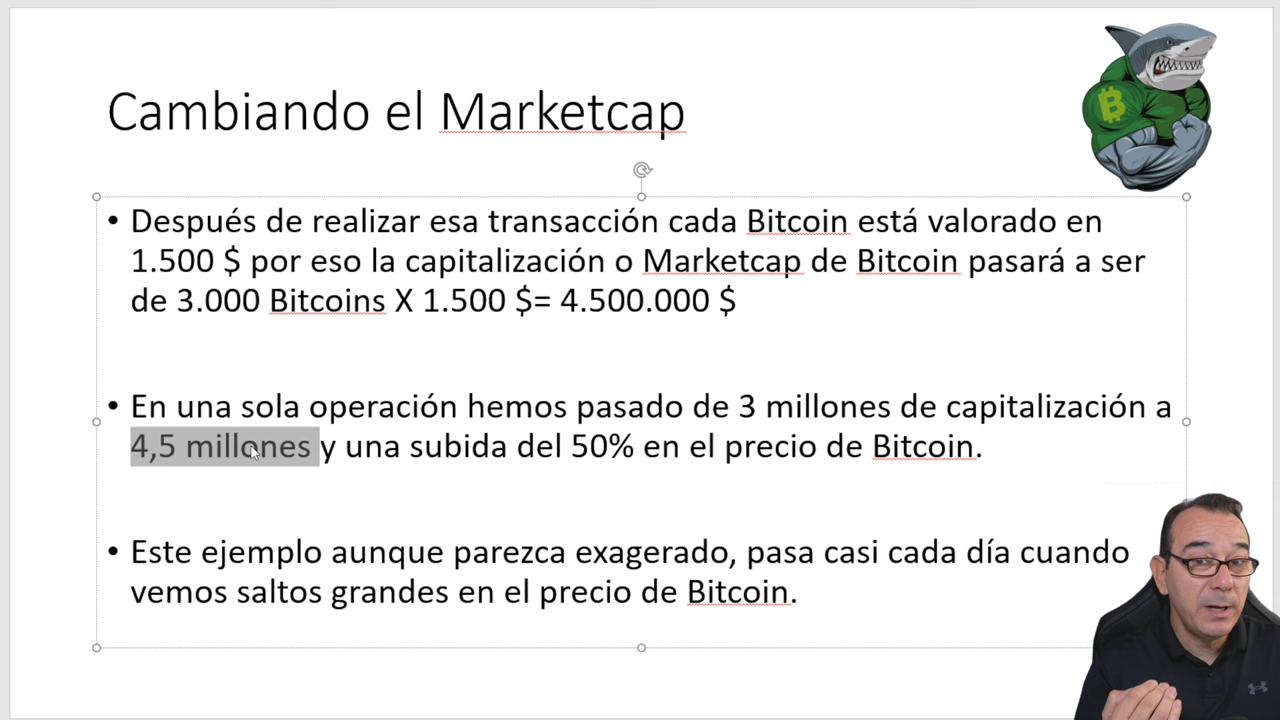 Cambiando el Marketcap
• Después de realizar esa transacción cada Bitcoin está valorado en
1.500 $ por eso la capitalización o Marketcap de Bitcoin pasará a ser
de 3.000 Bitcoins X 1.500 $= 4.500.000 $
• En una sola operación hemos pasado de 3 millones de capitalización a
4,5 millones y una subida del 50% en el precio de Bitcoin.
• Este ejemplo aunque parezca exagerado, pasa casi cada día cuando
vemos saltos grandes en el precio de Bitcoin.